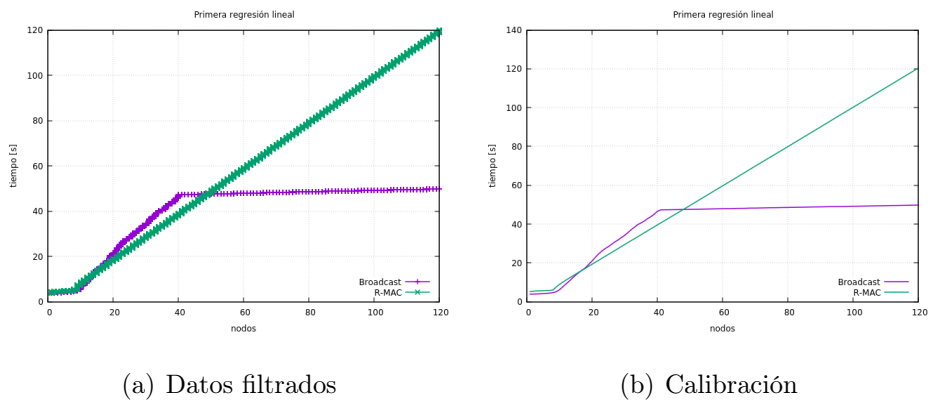 Primera regresión lineal
120
100
80
60
40
20
0
tiempo [s]
0 20 40 60 80 100 120
nodos
Broadcast
R-MAC
(a) Datos filtrados
Primera regresión lineal
140
120
100
80
60
40
20
0
tiempo [s]
0 20 40 60 80 100 120
nodos
Broadcast
R-MAC
(b) Calibración